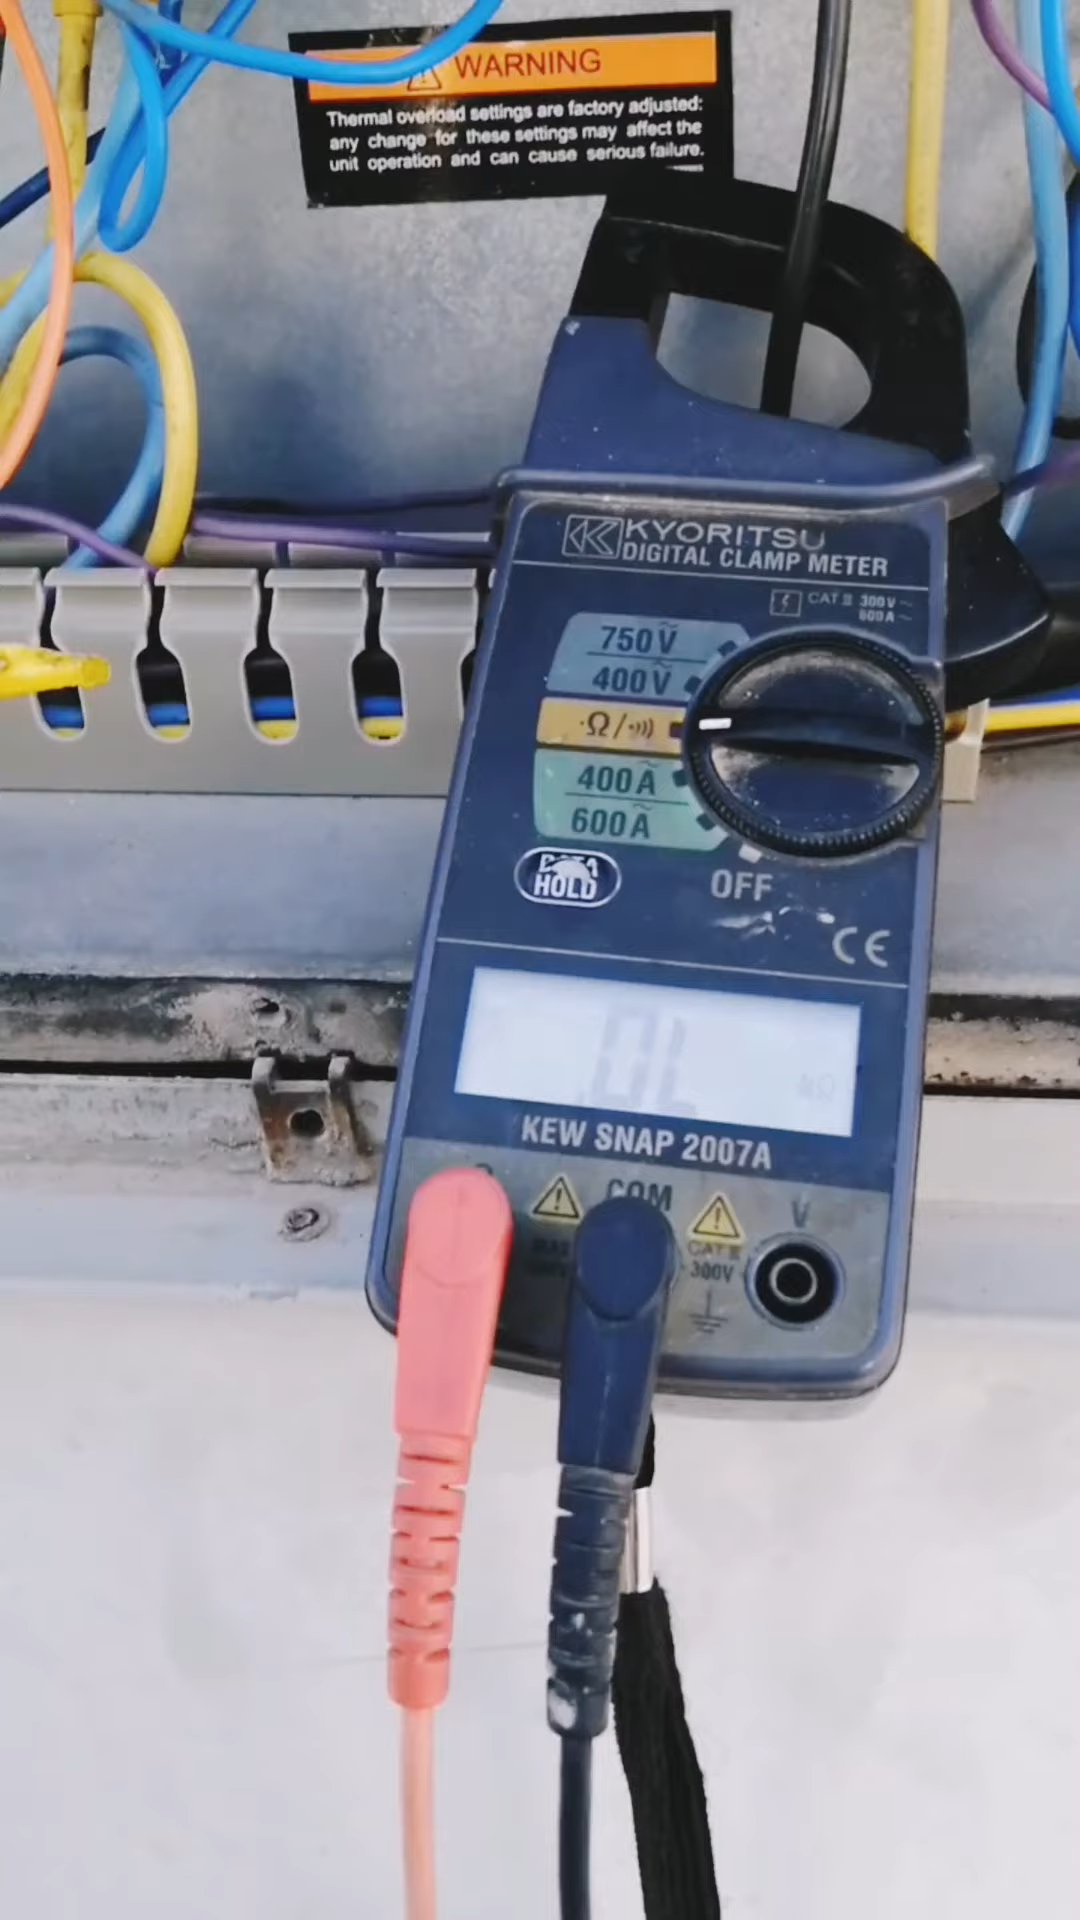 WARNING
Thermal overload settings are factory adjusted:
any change for these settings may affect the
unit operation and can cause serious failure.
KYORITSU
DIGITAL CLAMP METER
CAT III 300V ~
600A ~
750V
400V
·Ω/·)))
400A
600A
DATA
HOLD
OFF
CE
.OL
KEW SNAP 2007A
COM
V
CAT III
300V